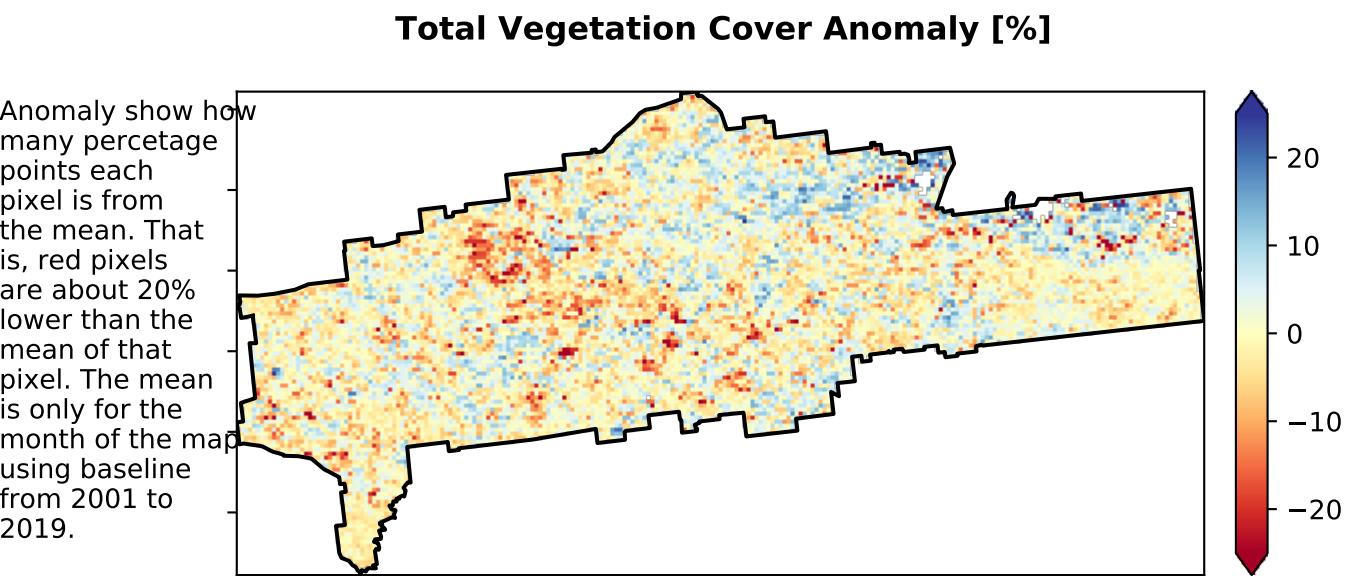 Total Vegetation Cover Anomaly [%]
Anomaly show how
many percetage
points each
pixel is from
the mean. That
is, red pixels
are about 20%
lower than the
mean of that
pixel. The mean
is only for the
month of the map
using baseline
from 2001 to
2019.
20
10
0
−10
−20